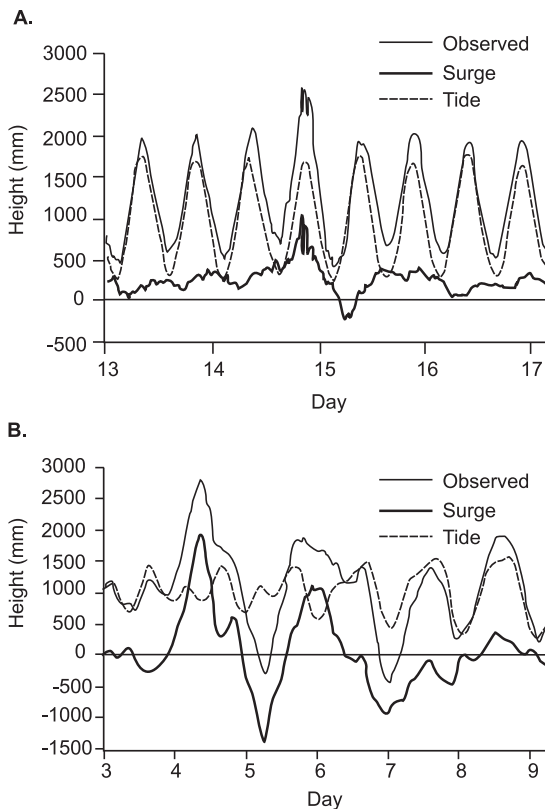 A.
3000
2500
2000
1500
1000
500
0
-500
Height (mm)
Observed
Surge
Tide
13
14
15
16
17
Day
B.
3000
2500
2000
1500
1000
500
0
-500
-1000
-1500
Height (mm)
Observed
Surge
Tide
3
4
5
6
7
8
9
Day